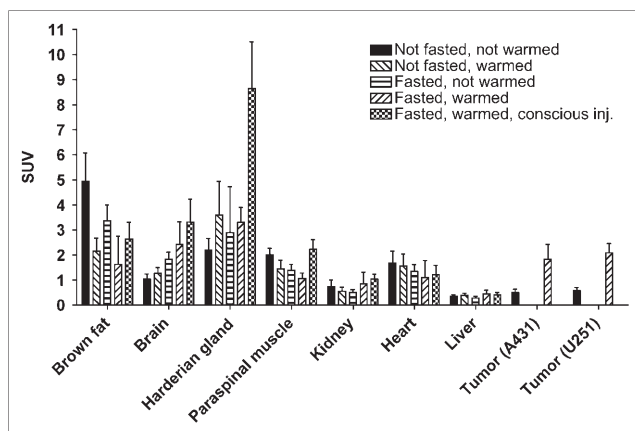 11
10
9
8
7
6
5
4
3
2
1
0
SUV
Not fasted, not warmed
Not fasted, warmed
Fasted, not warmed
Fasted, warmed
Fasted, warmed, conscious inj.
Brown fat
Brain
Harderian gland
Paraspinal muscle
Kidney
Heart
Liver
Tumor (A431)
Tumor (U251)